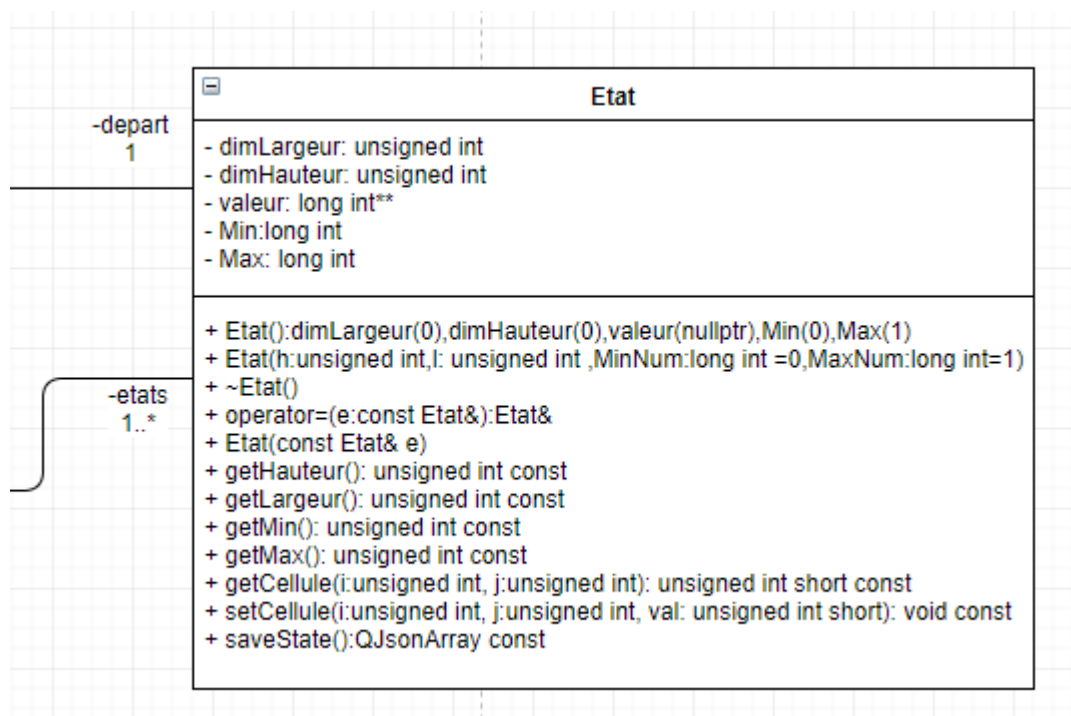 Etat
-depart
1
- dimLargeur: unsigned int
- dimHauteur: unsigned int
- valeur: long int**
- Min:long int
- Max: long int
+ Etat():dimLargeur(0),dimHauteur(0),valeur(nullptr),Min(0),Max(1)
+ Etat(h:unsigned int,l: unsigned int ,MinNum:long int =0,MaxNum:long int=1)
+ ~Etat()
-etats
1..*
+ operator=(e:const Etat&):Etat&
+ Etat(const Etat& e)
+ getHauteur(): unsigned int const
+ getLargeur(): unsigned int const
+ getMin(): unsigned int const
+ getMax(): unsigned int const
+ getCellule(i:unsigned int, j:unsigned int): unsigned int short const
+ setCellule(i:unsigned int, j:unsigned int, val: unsigned int short): void const
+ saveState():QJsonArray const